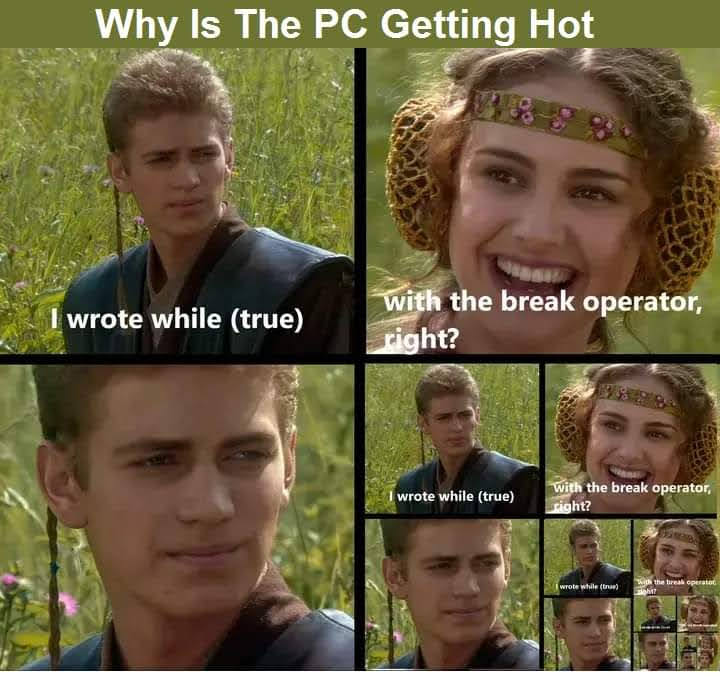 Why Is The PC Getting Hot
I wrote while (true)
with the break operator,
right?
I wrote while (true)
with the break operator,
right?
I wrote while (true)
with the break operator,
right?